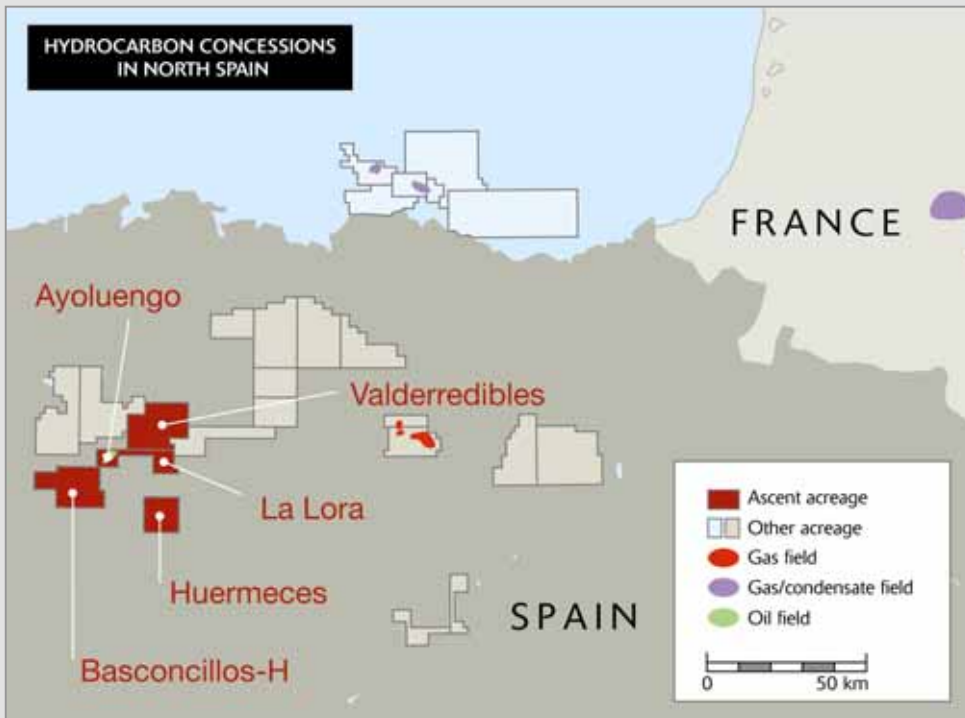 HYDROCARBON CONCESSIONS
IN NORTH SPAIN
FRANCE
Ayoluengo
Valderredibles
La Lora
Huermeces
SPAIN
Basconcillos-H
Ascent acreage
Other acreage
Gas field
Gas/condensate field
Oil field
0 50 km